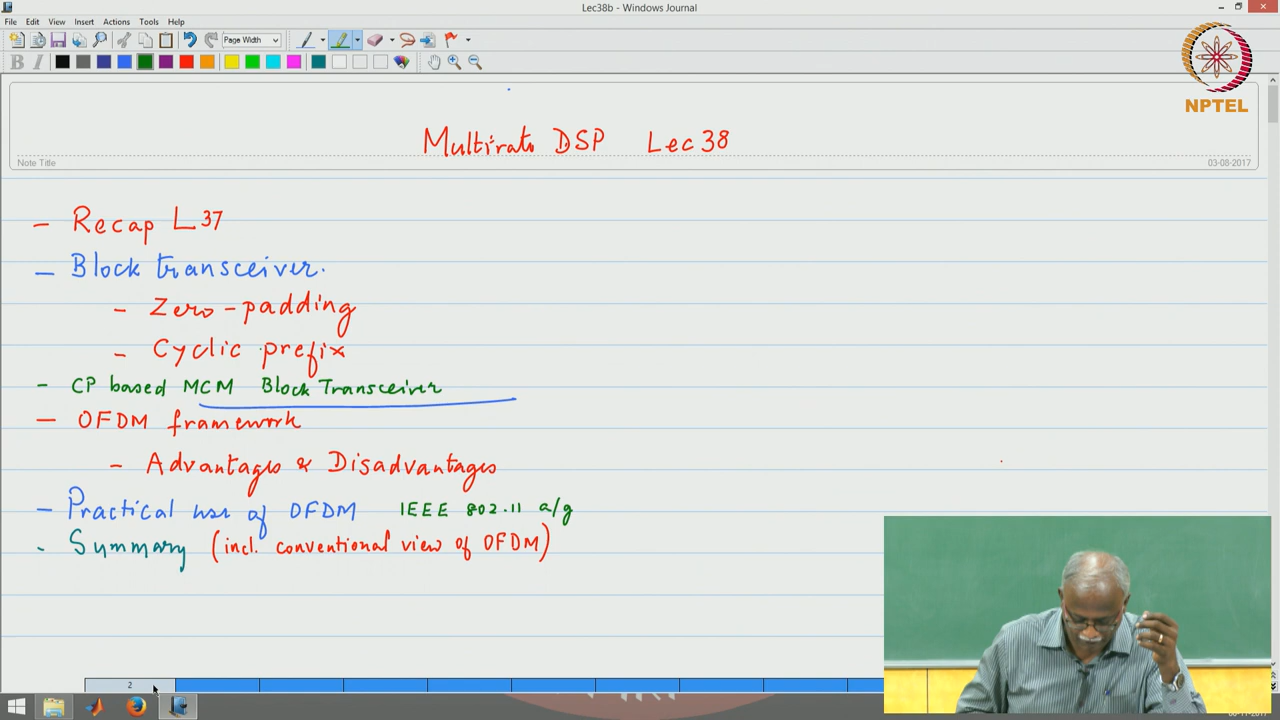 Lec38b - Windows Journal
File Edit View Insert Actions Tools Help
Page Width
B I
NPTEL
Multirate DSP Lec 38
Note Title
03-08-2017
- Recap L37
- Block transceiver.
- Zero-padding
- Cyclic prefix
- CP based MCM Block Transceiver
- OFDM framework
- Advantages & Disadvantages
- Practical use of OFDM IEEE 802.11 a/g
- Summary (incl. conventional view of OFDM)
2